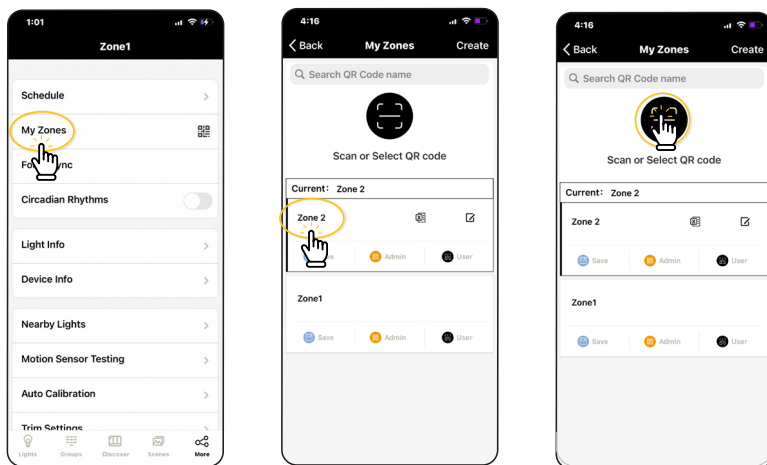 1:01
Zone1
Schedule
My Zones
Circadian Rhythms
Light Info
Device Info
Nearby Lights
Motion Sensor Testing
Auto Calibration
Trim Settings
Lights Groups Discover Scenes More
4:16
Back My Zones Create
Search QR Code name
Scan or Select QR code
Current: Zone 2
Zone 2
Admin User
Zone1
Save Admin User
4:16
Back My Zones Create
Search QR Code name
Scan or Select QR code
Current: Zone 2
Zone 2
Save Admin User
Zone1
Save Admin User